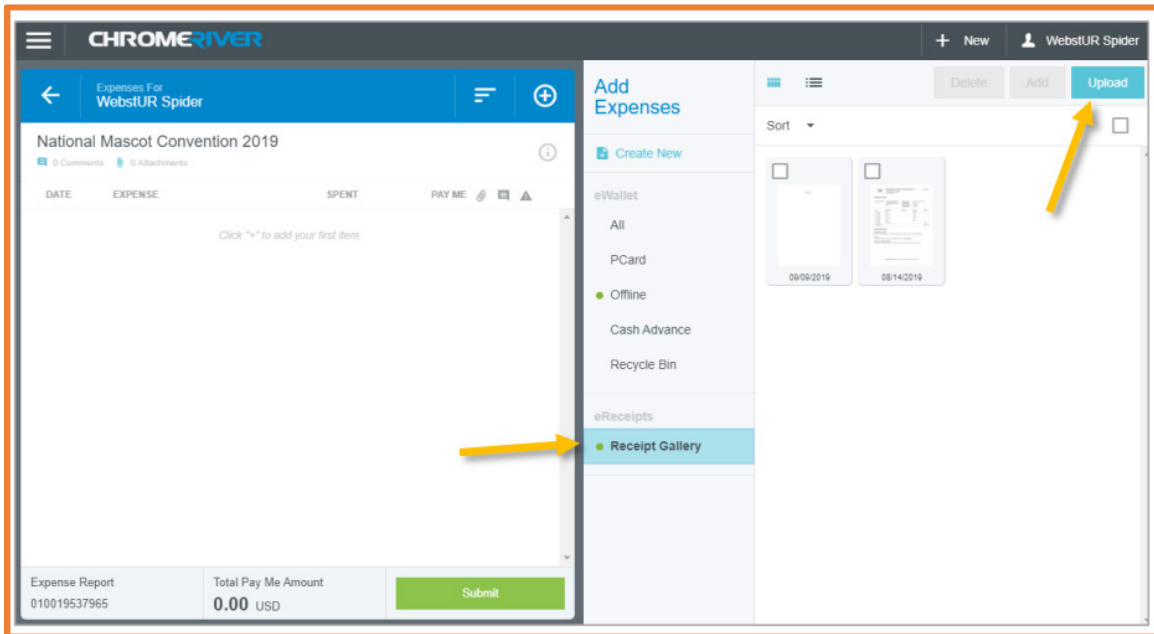 CHROMERIVER
+ New
WebstUR Spider
Expenses For
WebstUR Spider
National Mascot Convention 2019
0 Comments 0 Attachments
DATE EXPENSE SPENT PAY ME
Click "+" to add your first item.
Expense Report
010019537965
Total Pay Me Amount
0.00 USD
Submit
Add
Expenses
Create New
eWallet
All
PCard
Offline
Cash Advance
Recycle Bin
eReceipts
Receipt Gallery
Delete Add Upload
Sort
09/09/2019 08/14/2019